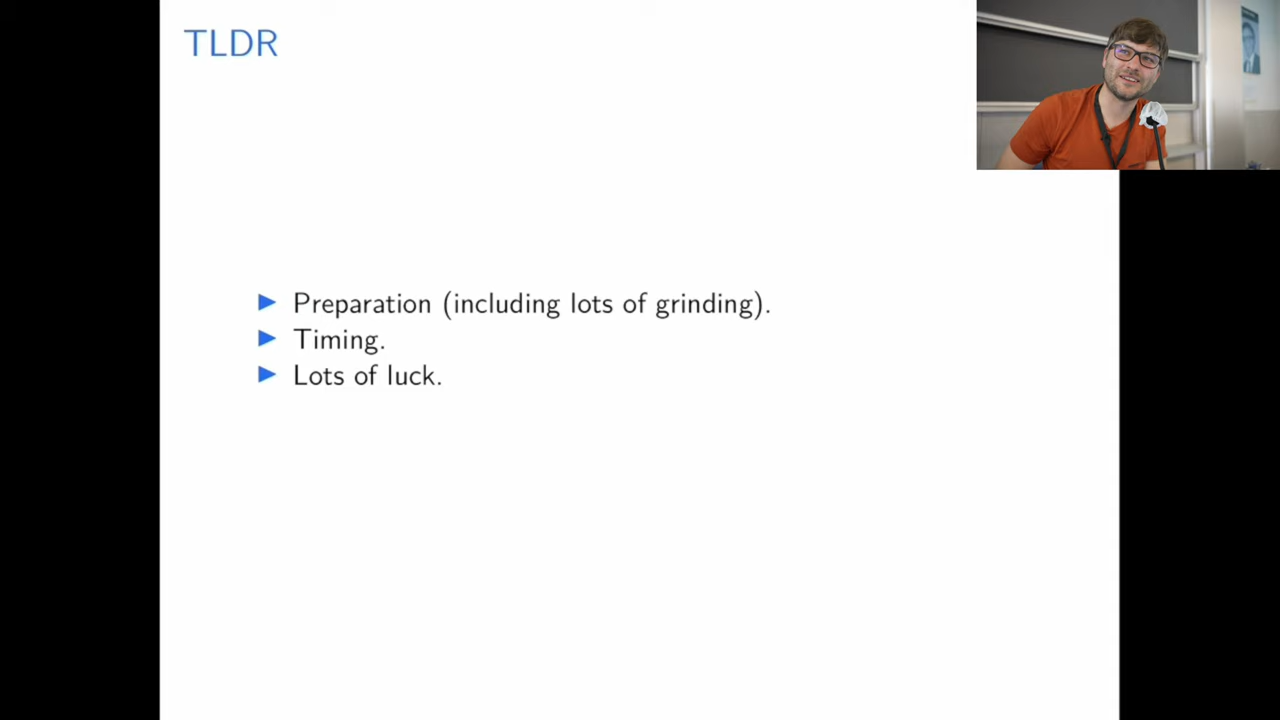 TLDR
Preparation (including lots of grinding).
Timing.
Lots of luck.